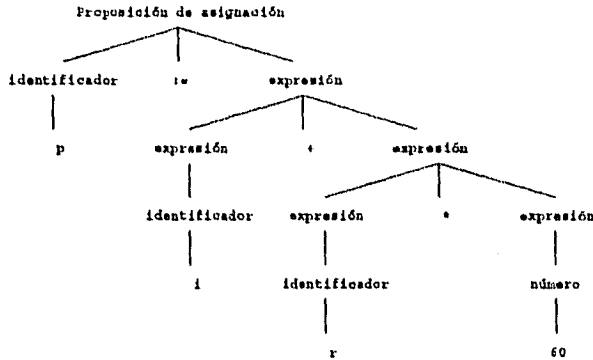 Proposición de asignación
identificador := expresión
p expresión + expresión
identificador expresión * expresión
i identificador número
r 60